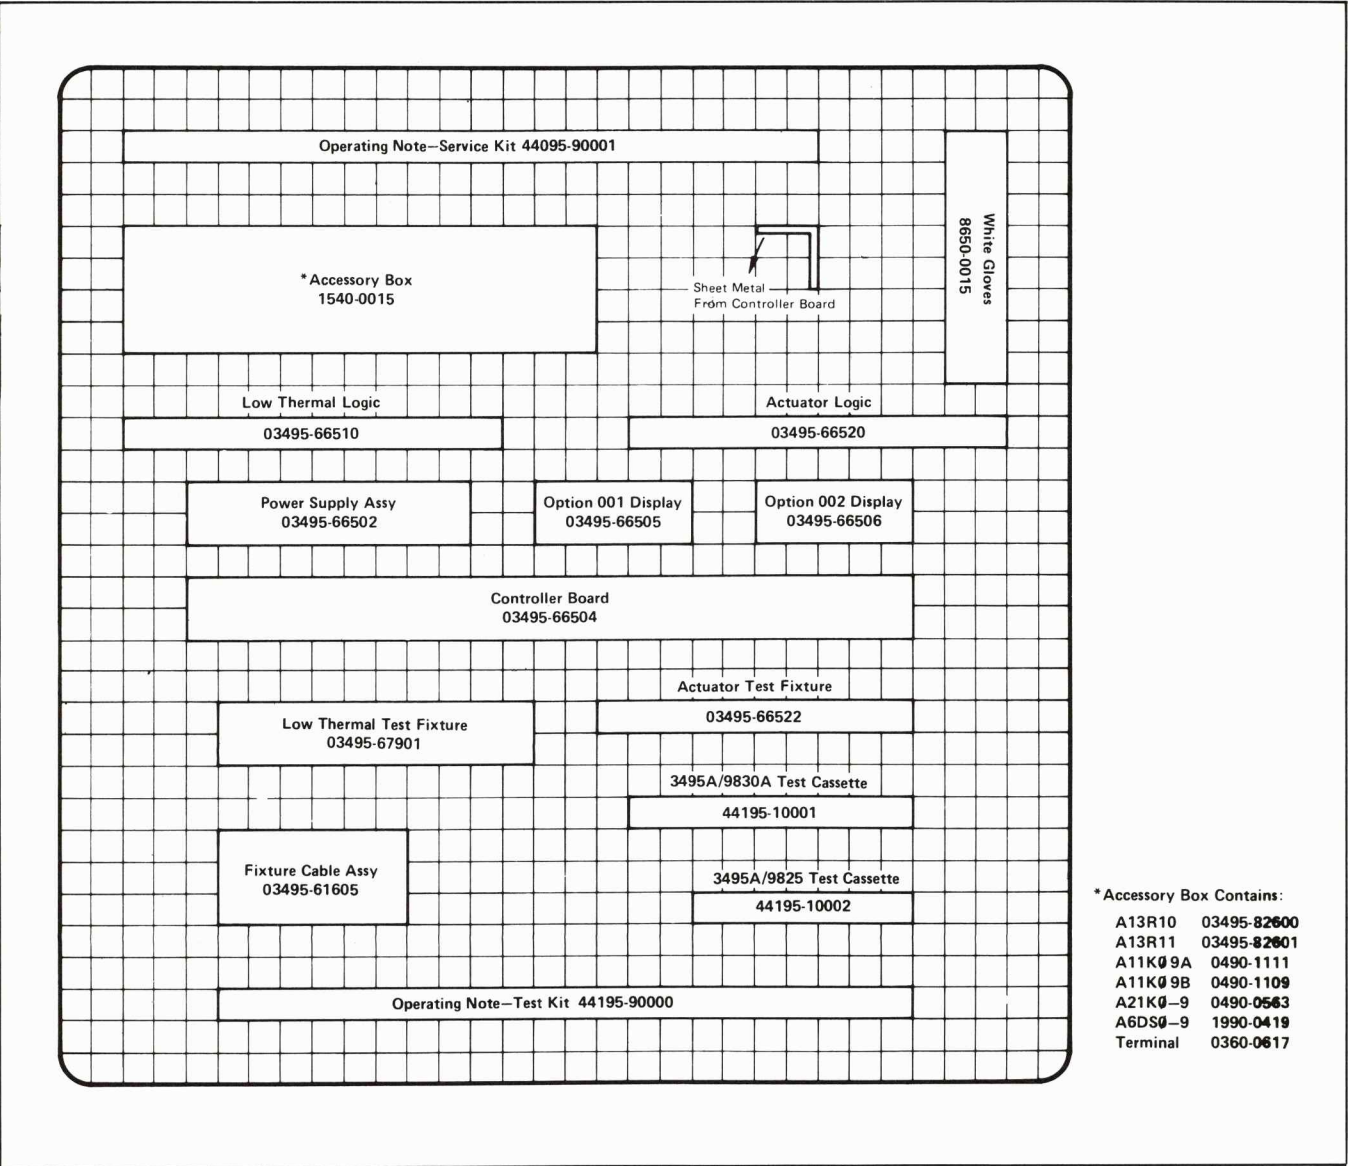 Operating Note—Service Kit 44095-90001
White Gloves
8650-0015
*Accessory Box
1540-0015
Sheet Metal
From Controller Board
Low Thermal Logic
03495-66510
Actuator Logic
03495-66520
Power Supply Assy
03495-66502
Option 001 Display
03495-66505
Option 002 Display
03495-66506
Controller Board
03495-66504
Actuator Test Fixture
03495-66522
Low Thermal Test Fixture
03495-67901
3495A/9830A Test Cassette
44195-10001
Fixture Cable Assy
03495-61605
3495A/9825 Test Cassette
44195-10002
Operating Note—Test Kit 44195-90000
*Accessory Box Contains:
A13R10 03495-82600
A13R11 03495-82601
A11KØ9A 0490-1111
A11KØ9B 0490-1109
A21KØ—9 0490-0563
A6DSØ—9 1990-0419
Terminal 0360-0617